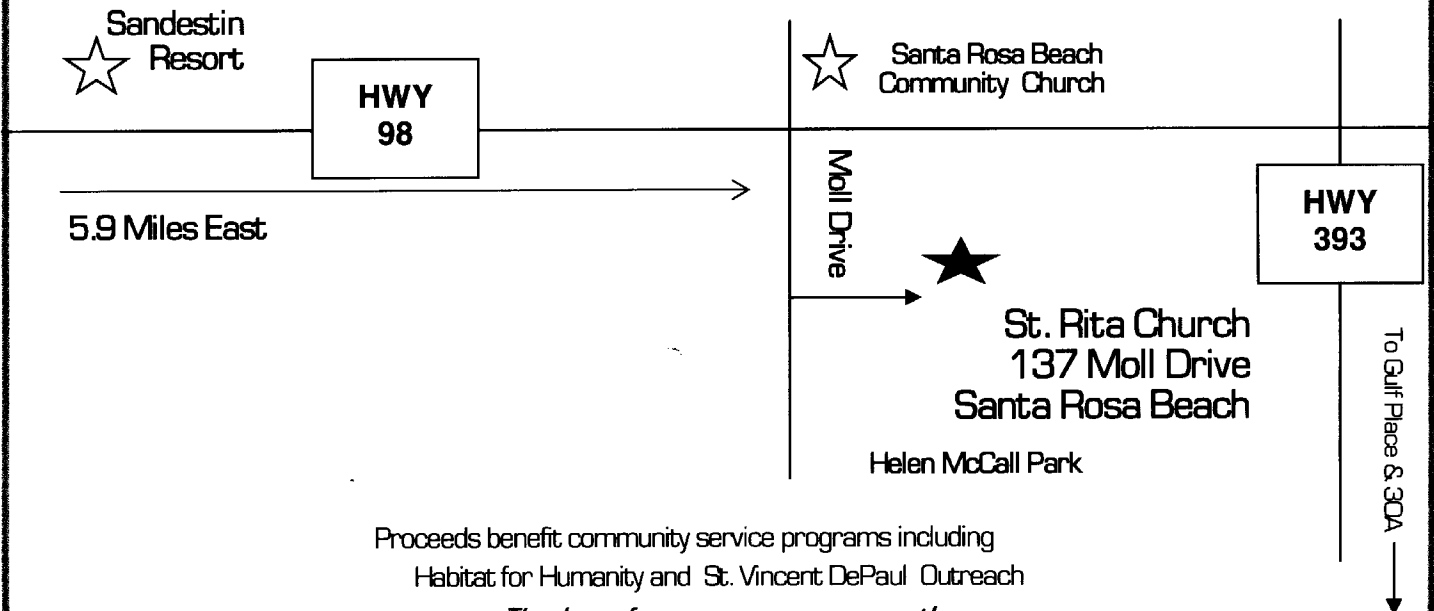 Sandestin
Resort
HWY
98
Santa Rosa Beach
Community Church
5.9 Miles East
Moll Drive
HWY
393
St. Rita Church
137 Moll Drive
Santa Rosa Beach
To Gulf Place & 30A
Helen McCall Park
Proceeds benefit community service programs including
Habitat for Humanity and St. Vincent DePaul Outreach